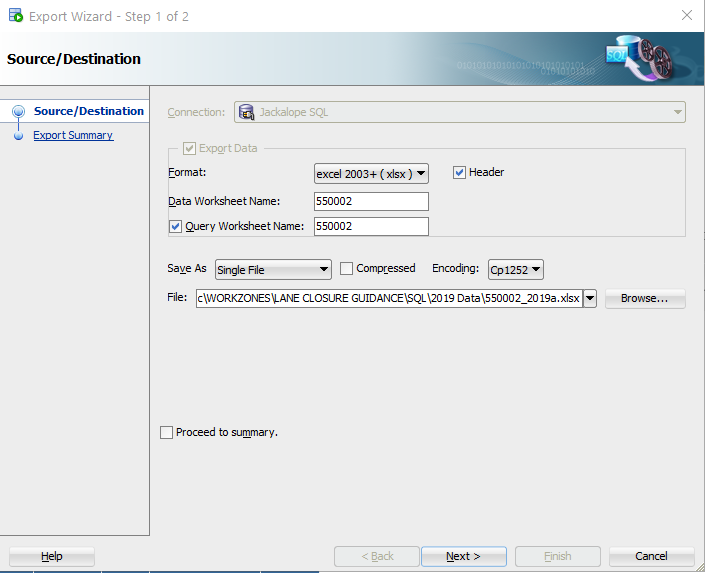 Export Wizard - Step 1 of 2
Source/Destination
SQL
Source/Destination
Export Summary
Connection: Jackalope SQL
Export Data
Format: excel 2003+ ( xlsx ) Header
Data Worksheet Name: 550002
Query Worksheet Name: 550002
Save As Single File Compressed Encoding: Cp1252
File: c\WORKZONES\LANE CLOSURE GUIDANCE\SQL\2019 Data\550002_2019a.xlsx Browse...
Proceed to summary.
Help < Back Next > Finish Cancel